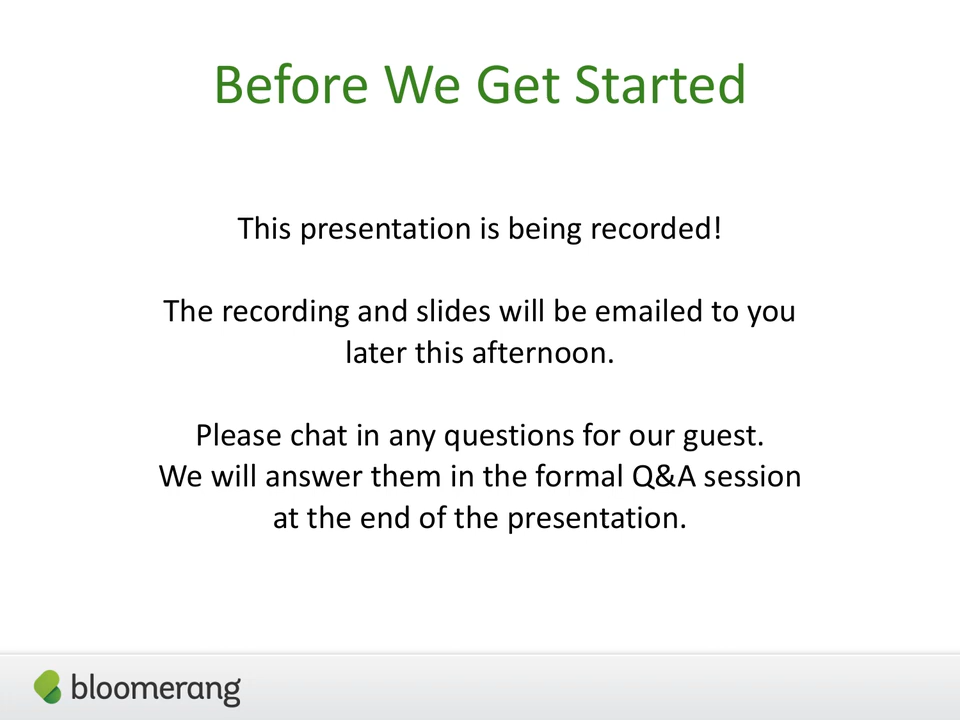 Before We Get Started
This presentation is being recorded!
The recording and slides will be emailed to you
later this afternoon.
Please chat in any questions for our guest.
We will answer them in the formal Q&A session
at the end of the presentation.
bloomerang